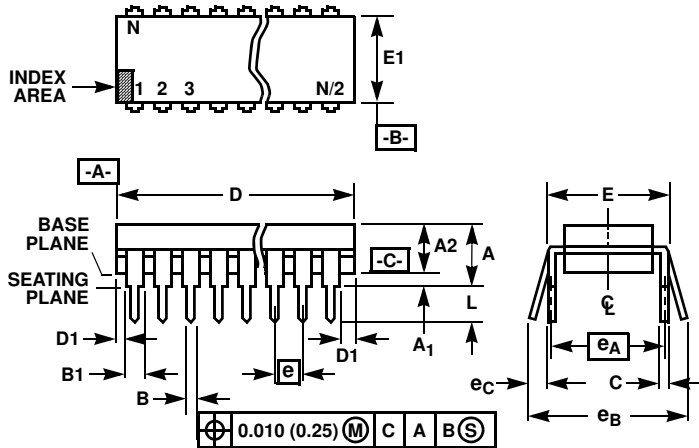 N
E1
INDEX
AREA
1 2 3 N/2
-B-
-A-
D
E
BASE
PLANE
A2
A
-C-
SEATING
PLANE
L
℄
D1
A1
D1
eA
B1
e
eC
C
B
eB
⌖ 0.010 (0.25) Ⓜ C A B Ⓢ